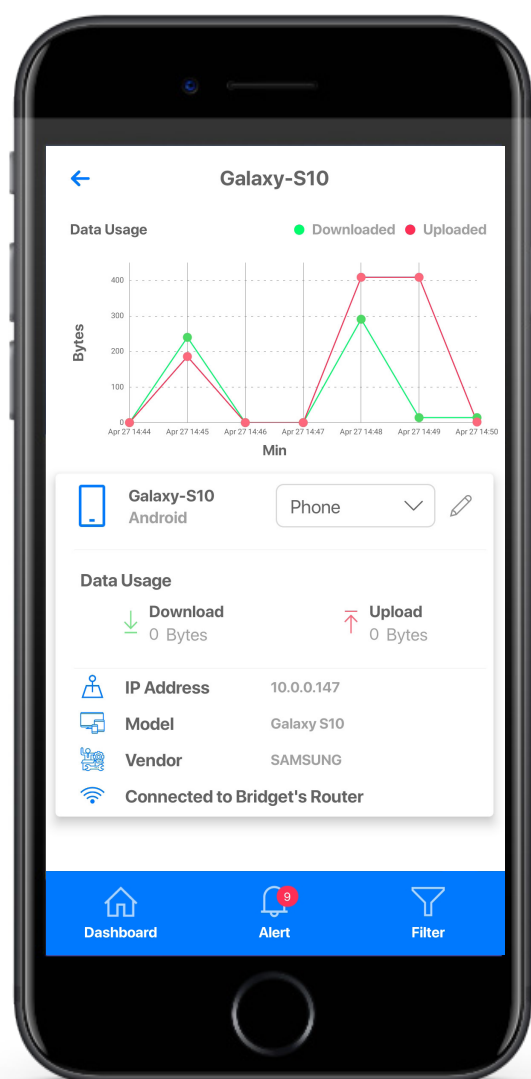 Galaxy-S10
Data Usage Downloaded Uploaded
400
300
200
100
0
Bytes
Apr 27 14:44 Apr 27 14:45 Apr 27 14:46 Apr 27 14:47 Apr 27 14:48 Apr 27 14:49 Apr 27 14:50
Min
Galaxy-S10
Android
Phone
Data Usage
Download Upload
0 Bytes 0 Bytes
IP Address 10.0.0.147
Model Galaxy S10
Vendor SAMSUNG
Connected to Bridget's Router
9
Dashboard Alert Filter